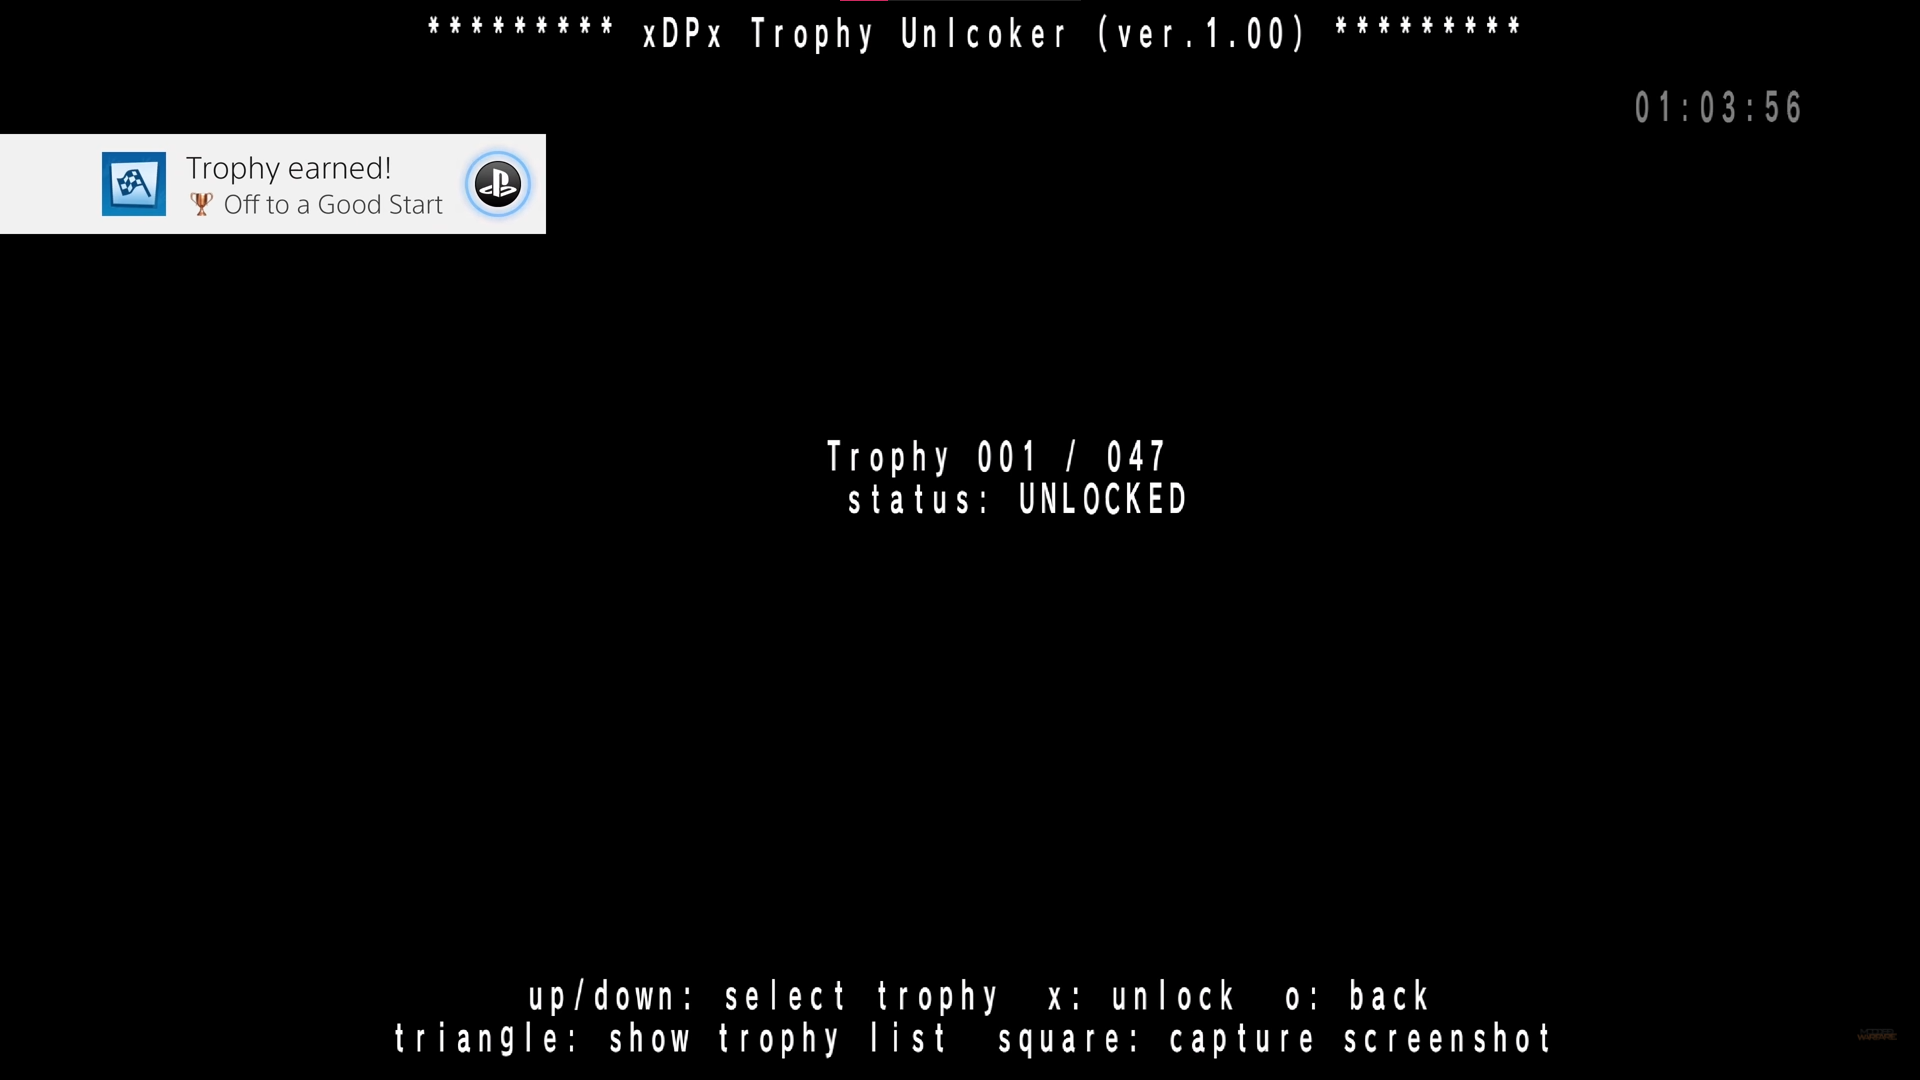 ********* xDPx Trophy Unlcoker (ver.1.00) *********
01:03:56
Trophy earned!
Off to a Good Start
Trophy 001 / 047
status: UNLOCKED
up/down: select trophy x: unlock o: back
triangle: show trophy list square: capture screenshot